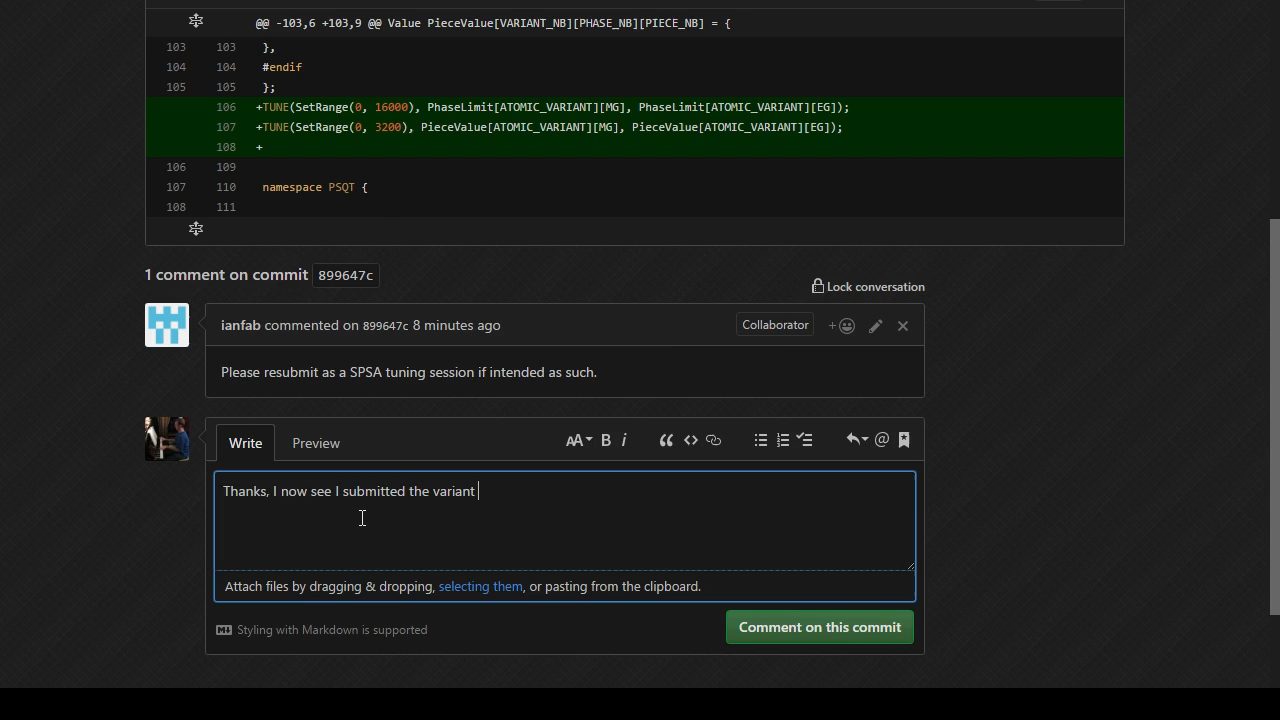 @@ -103,6 +103,9 @@ Value PieceValue[VARIANT_NB][PHASE_NB][PIECE_NB] = {
103 103 },
104 104 #endif
105 105 };
106 +TUNE(SetRange(0, 16000), PhaseLimit[ATOMIC_VARIANT][MG], PhaseLimit[ATOMIC_VARIANT][EG]);
107 +TUNE(SetRange(0, 3200), PieceValue[ATOMIC_VARIANT][MG], PieceValue[ATOMIC_VARIANT][EG]);
108 +
106 109
107 110 namespace PSQT {
108 111
1 comment on commit 899647c
Lock conversation
ianfab commented on 899647c 8 minutes ago Collaborator
Please resubmit as a SPSA tuning session if intended as such.
Write Preview
Thanks, I now see I submitted the variant
Attach files by dragging & dropping, selecting them, or pasting from the clipboard.
Styling with Markdown is supported
Comment on this commit